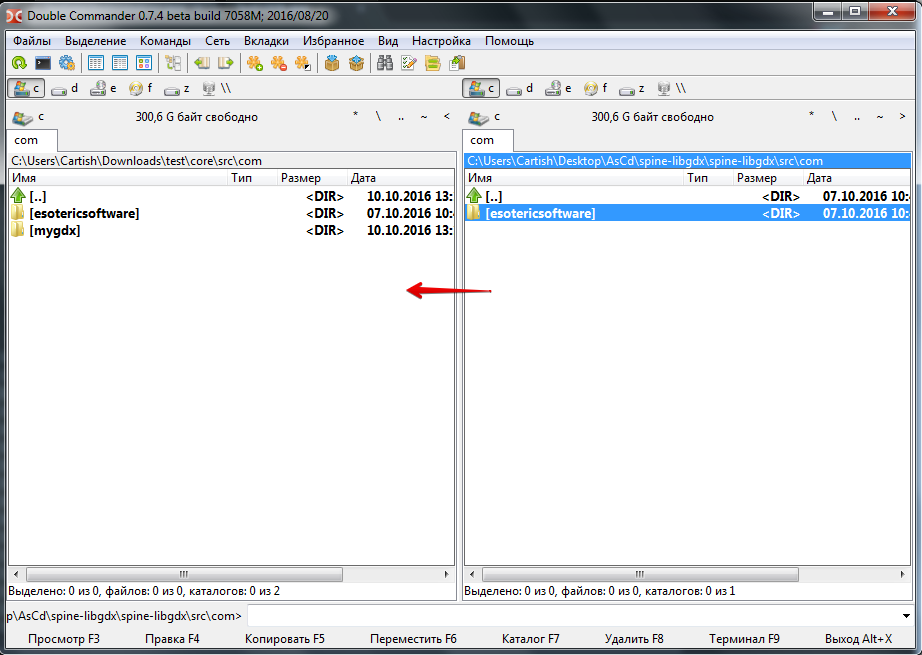 Double Commander 0.7.4 beta build 7058M; 2016/08/20
Файлы Выделение Команды Сеть Вкладки Избранное Вид Настройка Помощь
c d e f z \\ c d e f z \\
c 300,6 G байт свободно * \ .. ~ < c 300,6 G байт свободно * \ .. ~ >
com com
C:\Users\Cartish\Downloads\test\core\src\com C:\Users\Cartish\Desktop\AsCd\spine-libgdx\spine-libgdx\src\com
Имя Тип Размер Дата Имя Тип Размер Дата
[..] <DIR> 10.10.2016 13: [..] <DIR> 07.10.2016 10:
[esotericsoftware] <DIR> 07.10.2016 10: [esotericsoftware] <DIR> 07.10.2016 10:
[mygdx] <DIR> 10.10.2016 13:
Выделено: 0 из 0, файлов: 0 из 0, каталогов: 0 из 2 Выделено: 0 из 0, файлов: 0 из 0, каталогов: 0 из 1
p\AsCd\spine-libgdx\spine-libgdx\src\com>
Просмотр F3 Правка F4 Копировать F5 Переместить F6 Каталог F7 Удалить F8 Терминал F9 Выход Alt+X